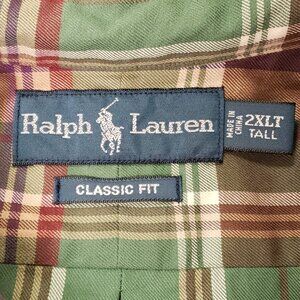 Ralph Lauren
MADE IN
CHINA
2XLT
TALL
CLASSIC FIT